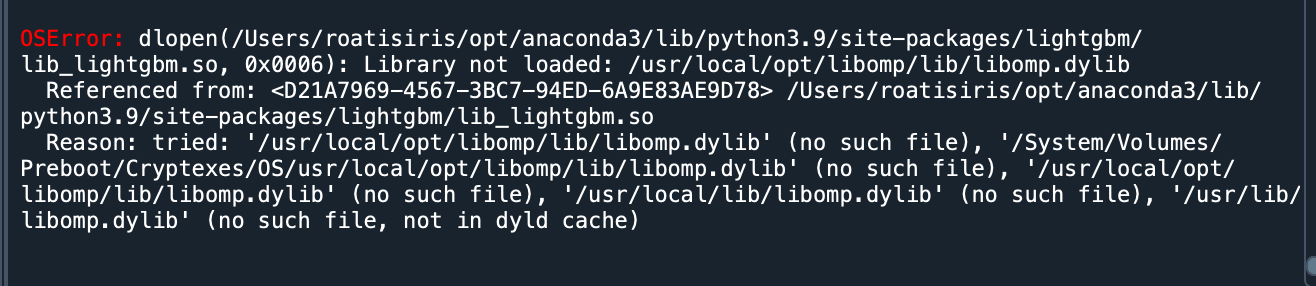 OSError: dlopen(/Users/roatisiris/opt/anaconda3/lib/python3.9/site-packages/lightgbm/
lib_lightgbm.so, 0x0006): Library not loaded: /usr/local/opt/libomp/lib/libomp.dylib
  Referenced from: <D21A7969-4567-3BC7-94ED-6A9E83AE9D78> /Users/roatisiris/opt/anaconda3/lib/
python3.9/site-packages/lightgbm/lib_lightgbm.so
  Reason: tried: '/usr/local/opt/libomp/lib/libomp.dylib' (no such file), '/System/Volumes/
Preboot/Cryptexes/OS/usr/local/opt/libomp/lib/libomp.dylib' (no such file), '/usr/local/opt/
libomp/lib/libomp.dylib' (no such file), '/usr/local/lib/libomp.dylib' (no such file), '/usr/lib/
libomp.dylib' (no such file, not in dyld cache)